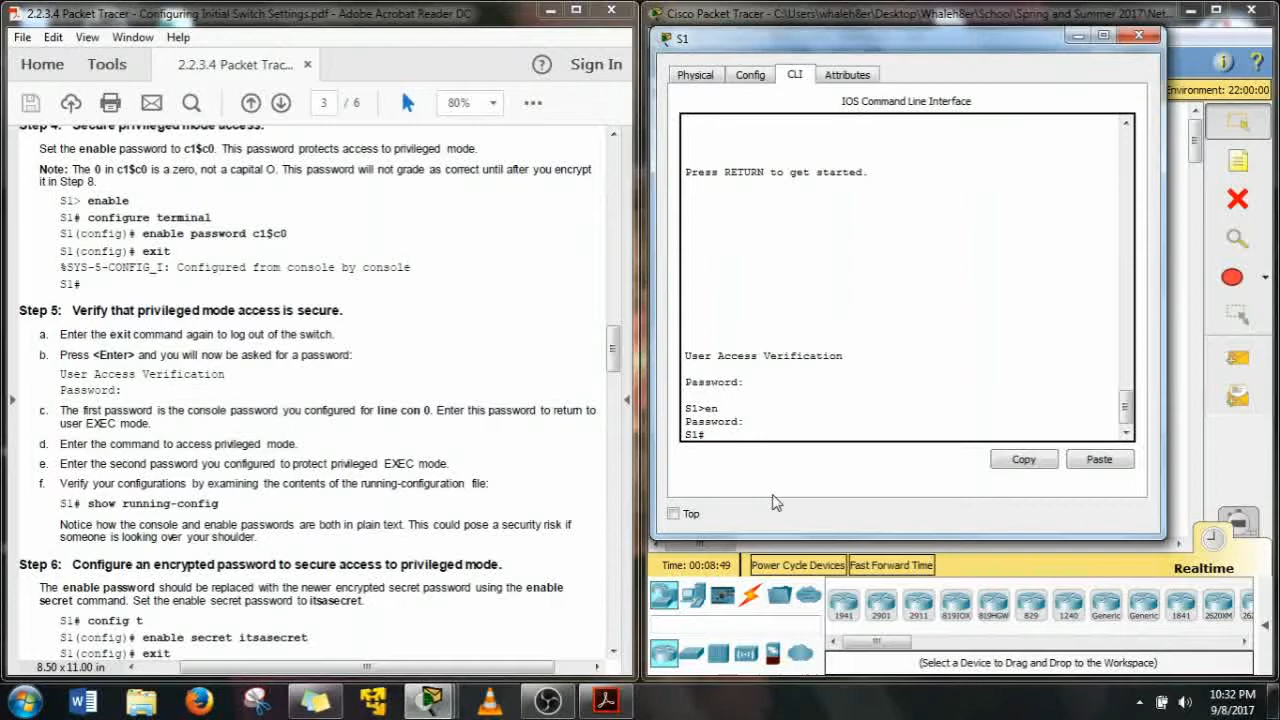 2.2.3.4 Packet Tracer - Configuring Initial Switch Settings.pdf - Adobe Acrobat Reader DC
File Edit View Window Help
Home Tools 2.2.3.4 Packet Trac... × Sign In
3 / 6 80%
Step 4: Secure privileged mode access.
Set the enable password to c1$c0. This password protects access to privileged mode.
Note: The 0 in c1$c0 is a zero, not a capital O. This password will not grade as correct until after you encrypt
it in Step 8.
S1> enable
S1# configure terminal
S1(config)# enable password c1$c0
S1(config)# exit
%SYS-5-CONFIG_I: Configured from console by console
S1#
Step 5: Verify that privileged mode access is secure.
a. Enter the exit command again to log out of the switch.
b. Press <Enter> and you will now be asked for a password:
User Access Verification
Password:
c. The first password is the console password you configured for line con 0. Enter this password to return to
user EXEC mode.
d. Enter the command to access privileged mode.
e. Enter the second password you configured to protect privileged EXEC mode.
f. Verify your configurations by examining the contents of the running-configuration file:
S1# show running-config
Notice how the console and enable passwords are both in plain text. This could pose a security risk if
someone is looking over your shoulder.
Step 6: Configure an encrypted password to secure access to privileged mode.
The enable password should be replaced with the newer encrypted secret password using the enable
secret command. Set the enable secret password to itsasecret.
S1# config t
S1(config)# enable secret itsasecret
S1(config)# exit
8.50 x 11.00 in
Cisco Packet Tracer - C:\Users\whaleh8er\Desktop\Whaleh8er\School\Spring and Summer 2017\Net...
S1
Physical Config CLI Attributes
Environment: 22:00:00
IOS Command Line Interface
Press RETURN to get started.
User Access Verification
Password:
S1>en
Password:
S1#
Copy Paste
Top
Time: 00:08:49 Power Cycle Devices Fast Forward Time
Realtime
1941 2901 2911 819IOX 819HGW 829 1240 Generic Generic 1841 2620XM 262
(Select a Device to Drag and Drop to the Workspace)
10:32 PM
9/8/2017